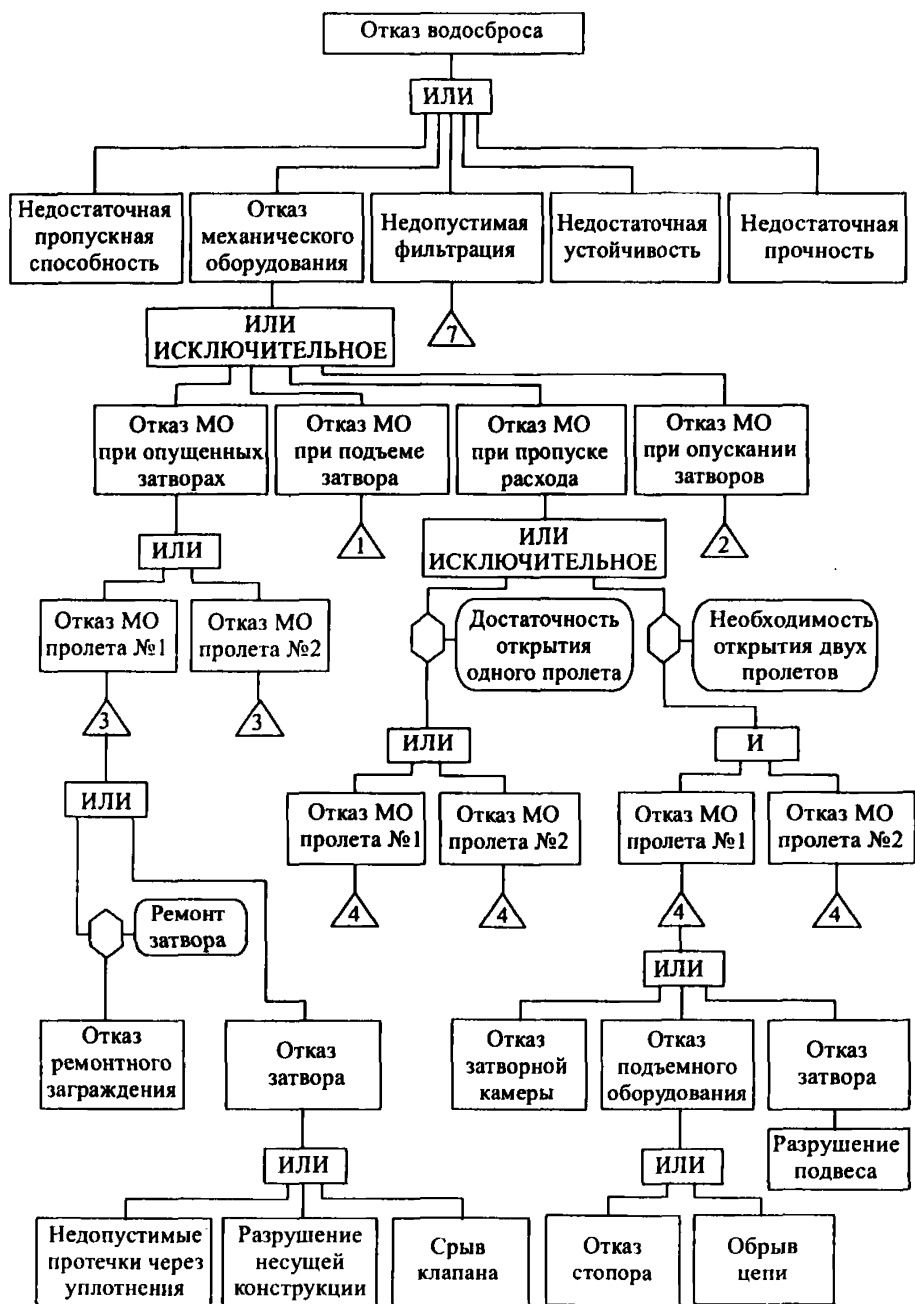 Отказ водосброса
ИЛИ
Недостаточная
пропускная
способность
Отказ
механического
оборудования
Недопустимая
фильтрация
Недостаточная
устойчивость
Недостаточная
прочность
7
ИЛИ
ИСКЛЮЧИТЕЛЬНОЕ
Отказ МО
при опущенных
затворах
Отказ МО
при подъеме
затвора
Отказ МО
при пропуске
расхода
Отказ МО
при опускании
затворов
1
2
ИЛИ
ИЛИ
ИСКЛЮЧИТЕЛЬНОЕ
Отказ МО
пролета №1
Отказ МО
пролета №2
Достаточность
открытия
одного пролета
Необходимость
открытия двух
пролетов
3
3
ИЛИ
И
ИЛИ
Отказ МО
пролета №1
Отказ МО
пролета №2
Отказ МО
пролета №1
Отказ МО
пролета №2
4
4
4
4
Ремонт
затвора
ИЛИ
Отказ
ремонтного
заграждения
Отказ
затвора
Отказ
затворной
камеры
Отказ
подъемного
оборудования
Отказ
затвора
ИЛИ
ИЛИ
Разрушение
подвеса
Недопустимые
протечки через
уплотнения
Разрушение
несущей
конструкции
Срыв
клапана
Отказ
стопора
Обрыв
цепи